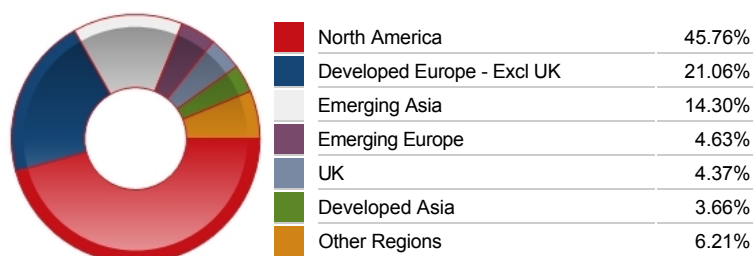 North America 45.76%
Developed Europe - Excl UK 21.06%
Emerging Asia 14.30%
Emerging Europe 4.63%
UK 4.37%
Developed Asia 3.66%
Other Regions 6.21%